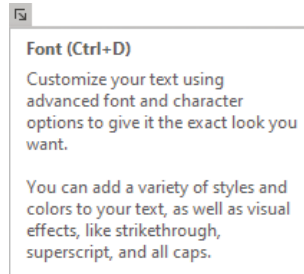 Font (Ctrl+D)
Customize your text using
advanced font and character
options to give it the exact look you
want.
You can add a variety of styles and
colors to your text, as well as visual
effects, like strikethrough,
superscript, and all caps.